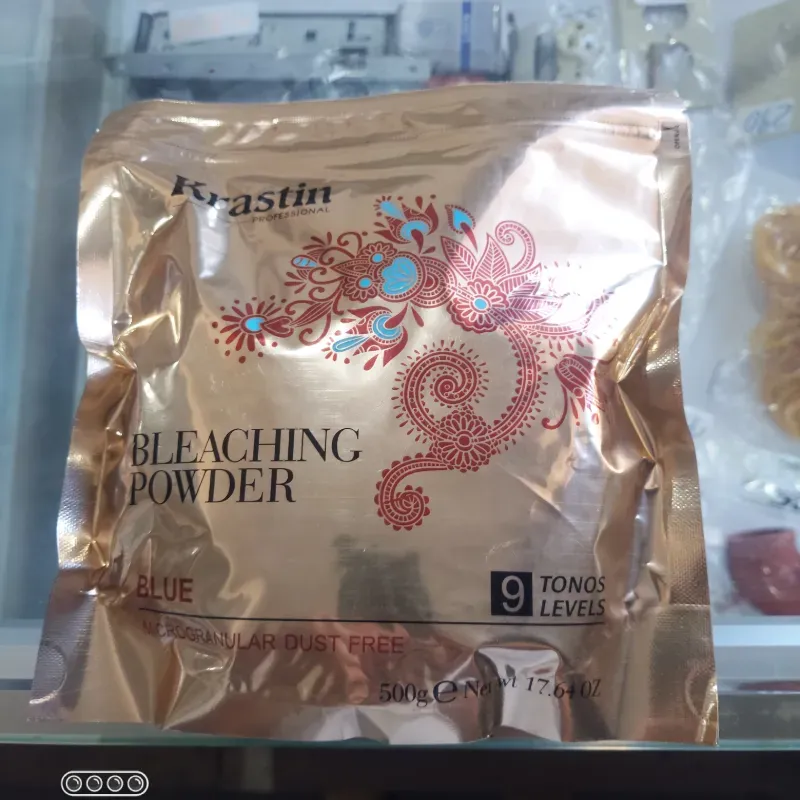 Krastin
PROFESSIONAL
BLEACHING
POWDER
BLUE
9 TONOS
LEVELS
MICROGRANULAR DUST FREE
500g ℮ Net wt 17.64 OZ